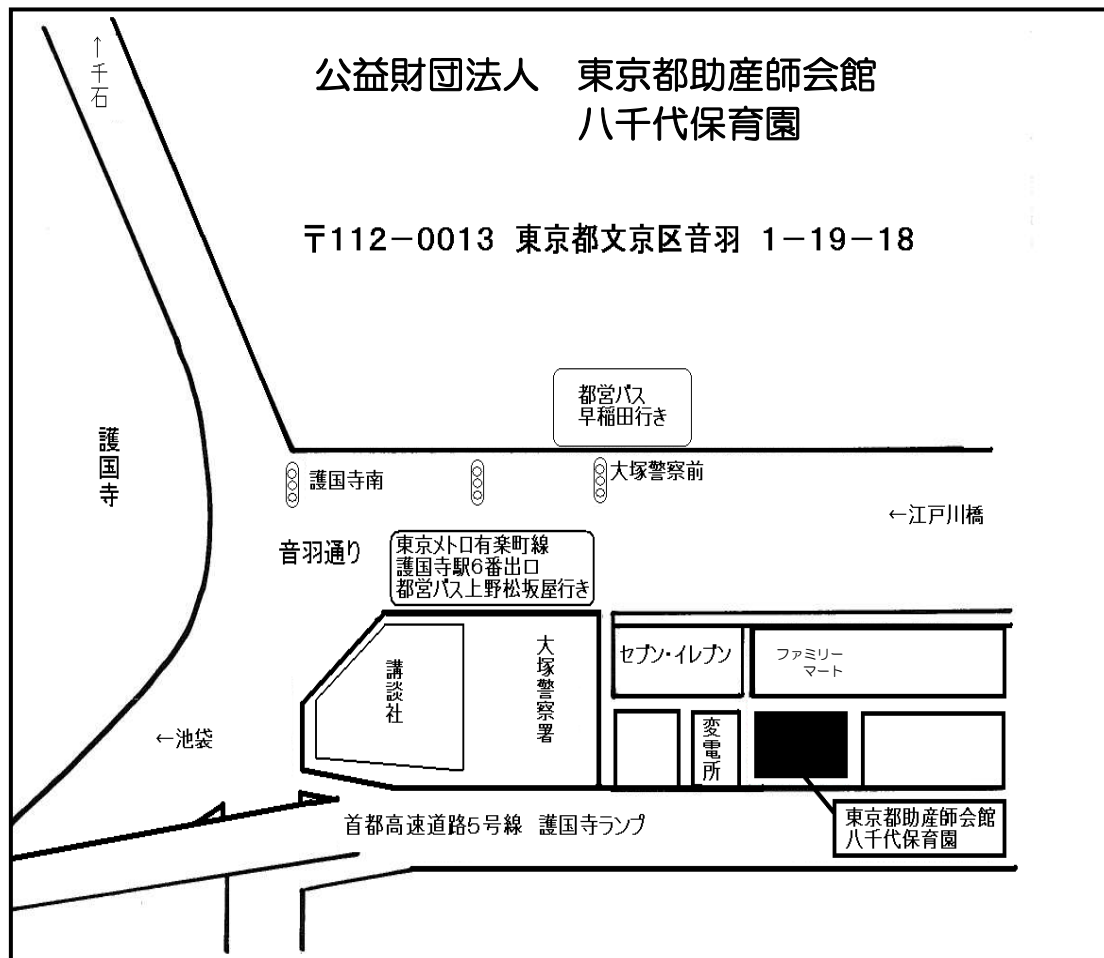 ↑千石
公益財団法人　東京都助産師会館
八千代保育園
〒112-0013 東京都文京区音羽 1-19-18
都営バス
早稲田行き
護国寺
護国寺南
大塚警察前
←江戸川橋
音羽通り
東京メトロ有楽町線
護国寺駅6番出口
都営バス上野松坂屋行き
講談社
大塚警察署
セブン・イレブン
ファミリー
マート
←池袋
変電所
首都高速道路5号線 護国寺ランプ
東京都助産師会館
八千代保育園